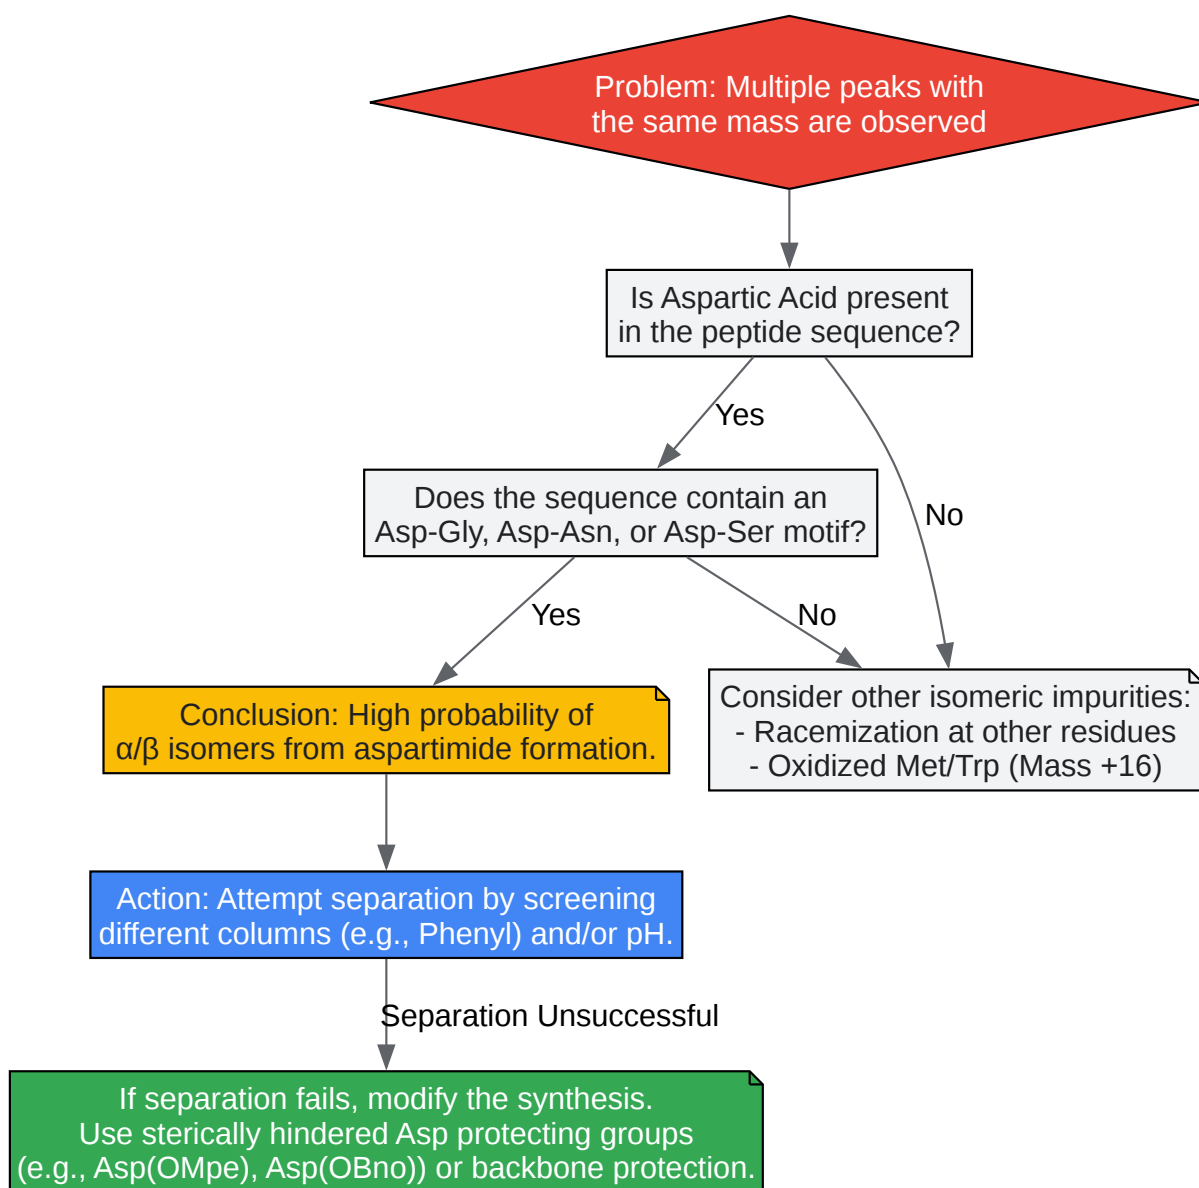 Problem: Multiple peaks with
the same mass are observed
Is Aspartic Acid present
in the peptide sequence?
Yes
No
Does the sequence contain an
Asp-Gly, Asp-Asn, or Asp-Ser motif?
Yes
No
Conclusion: High probability of
α/β isomers from aspartimide formation.
Consider other isomeric impurities:
- Racemization at other residues
- Oxidized Met/Trp (Mass +16)
Action: Attempt separation by screening
different columns (e.g., Phenyl) and/or pH.
Separation Unsuccessful
If separation fails, modify the synthesis.
Use sterically hindered Asp protecting groups
(e.g., Asp(OMpe), Asp(OBno)) or backbone protection.